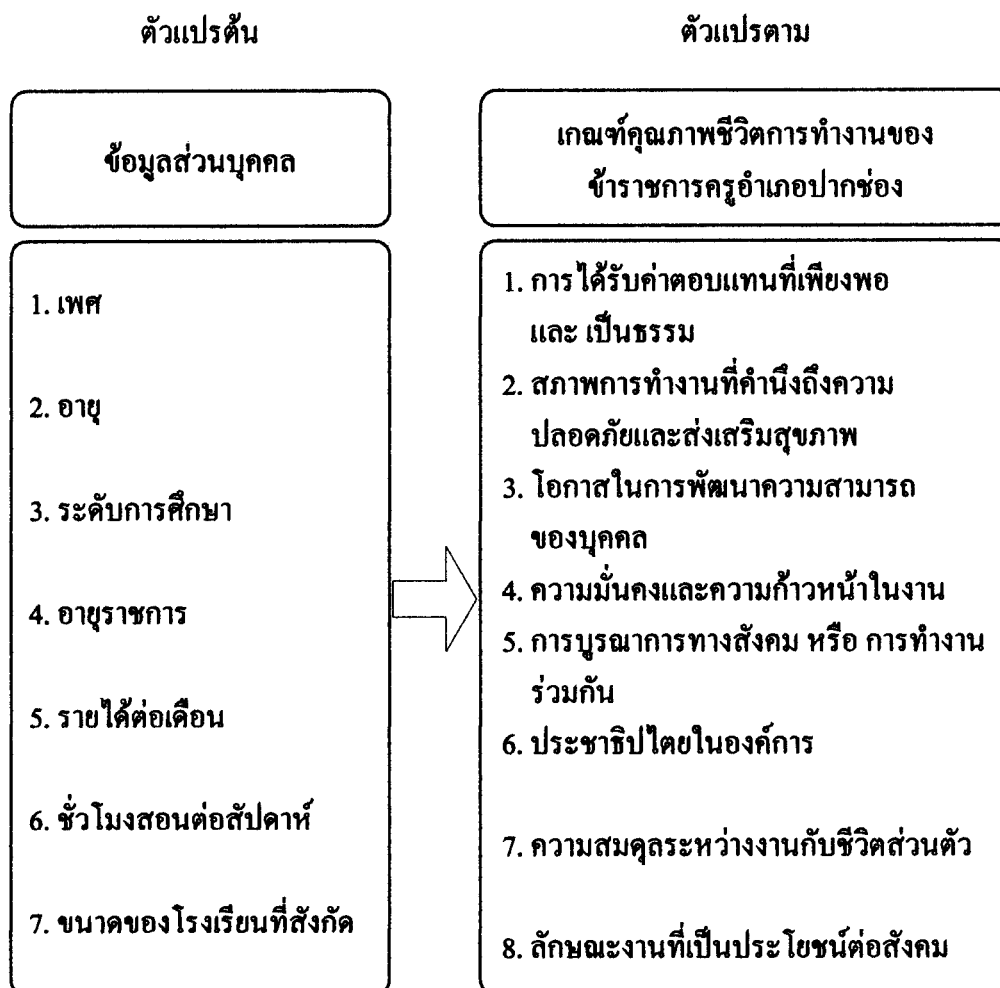 ตัวแปรต้น
ข้อมูลส่วนบุคคล
1. เพศ
2. อายุ
3. ระดับการศึกษา
4. อายุราชการ
5. รายได้ต่อเดือน
6. ชั่วโมงสอนต่อสัปดาห์
7. ขนาดของโรงเรียนที่สังกัด
ตัวแปรตาม
เกณฑ์คุณภาพชีวิตการทำงานของ
ข้าราชการครูอำเภอปากช่อง
1. การได้รับค่าตอบแทนที่เพียงพอ
และ เป็นธรรม
2. สภาพการทำงานที่คำนึงถึงความ
ปลอดภัยและส่งเสริมสุขภาพ
3. โอกาสในการพัฒนาความสามารถ
ของบุคคล
4. ความมั่นคงและความก้าวหน้าในงาน
5. การบูรณาการทางสังคม หรือ การทำงาน
ร่วมกัน
6. ประชาธิปไตยในองค์การ
7. ความสมดุลระหว่างงานกับชีวิตส่วนตัว
8. ลักษณะงานที่เป็นประโยชน์ต่อสังคม